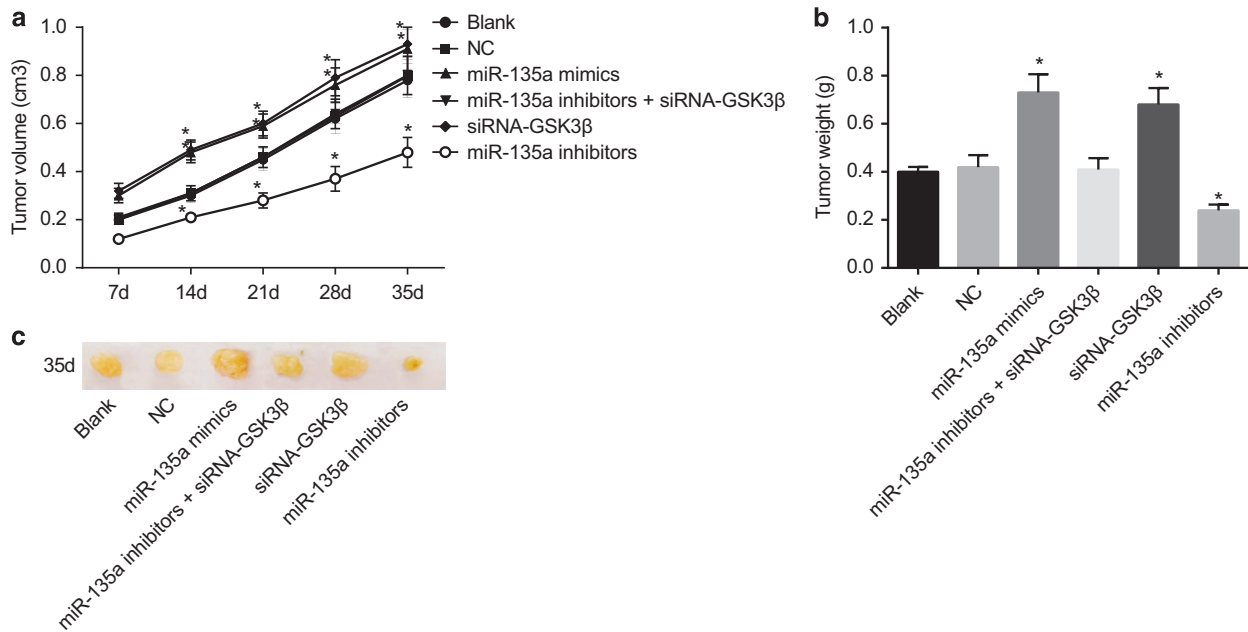 a
Tumor volume (cm3)
1.0
0.8
0.6
0.4
0.2
0.0
7d 14d 21d 28d 35d
* * * * * * * * * * * *
Blank
NC
miR-135a mimics
miR-135a inhibitors + siRNA-GSK3β
siRNA-GSK3β
miR-135a inhibitors
b
Tumor weight (g)
1.0
0.8
0.6
0.4
0.2
0.0
* * *
Blank
NC
miR-135a mimics
miR-135a inhibitors + siRNA-GSK3β
siRNA-GSK3β
miR-135a inhibitors
c
35d
Blank
NC
miR-135a mimics
miR-135a inhibitors + siRNA-GSK3β
siRNA-GSK3β
miR-135a inhibitors